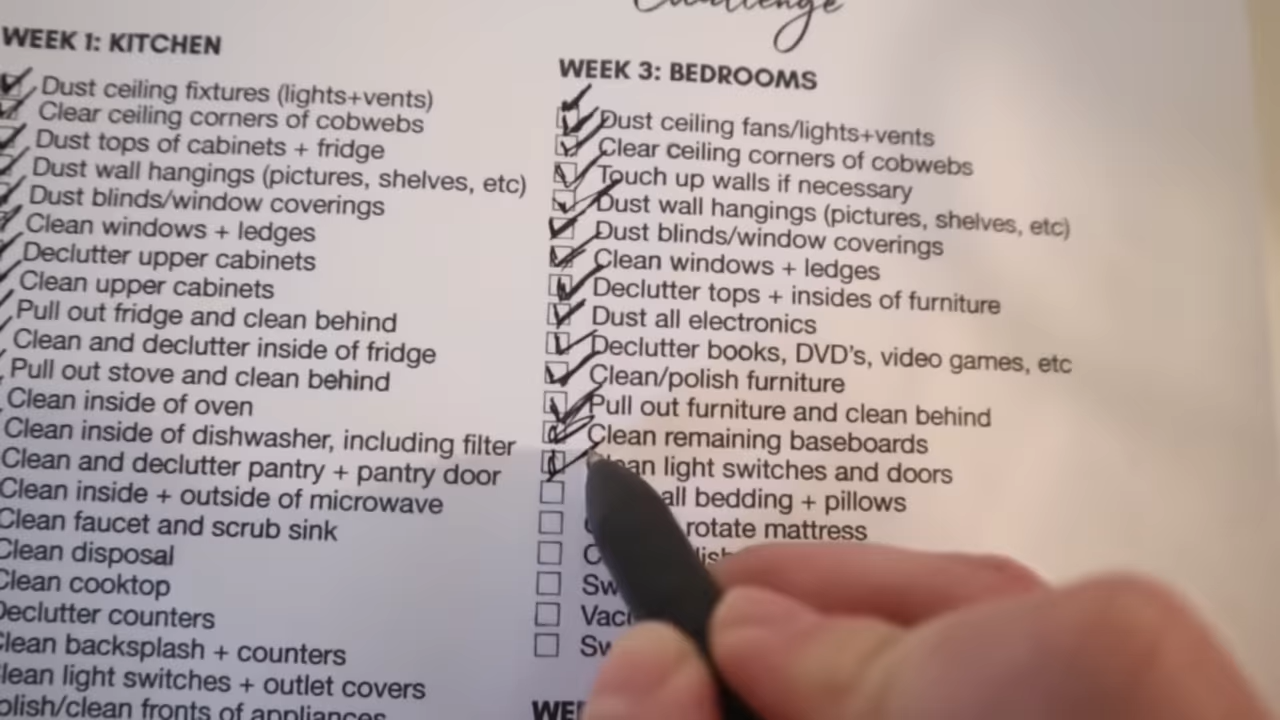 Challenge
WEEK 1: KITCHEN
Dust ceiling fixtures (lights+vents)
Clear ceiling corners of cobwebs
Dust tops of cabinets + fridge
Dust wall hangings (pictures, shelves, etc)
Dust blinds/window coverings
Clean windows + ledges
Declutter upper cabinets
Clean upper cabinets
Pull out fridge and clean behind
Clean and declutter inside of fridge
Pull out stove and clean behind
Clean inside of oven
Clean inside of dishwasher, including filter
Clean and declutter pantry + pantry door
Clean inside + outside of microwave
Clean faucet and scrub sink
Clean disposal
Clean cooktop
Declutter counters
Clean backsplash + counters
Clean light switches + outlet covers
olish/clean fronts of appliances
WEEK 3: BEDROOMS
Dust ceiling fans/lights+vents
Clear ceiling corners of cobwebs
Touch up walls if necessary
Dust wall hangings (pictures, shelves, etc)
Dust blinds/window coverings
Clean windows + ledges
Declutter tops + insides of furniture
Dust all electronics
Declutter books, DVD's, video games, etc
Clean/polish furniture
Pull out furniture and clean behind
Clean remaining baseboards
Clean light switches and doors
all bedding + pillows
rotate mattress